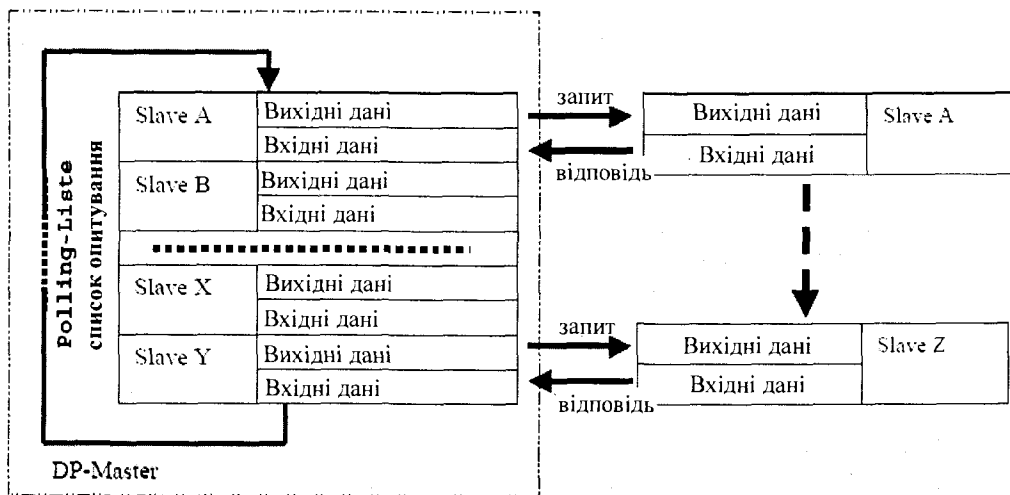 Polling-Liste
список опитування
Slave A
Вихідні дані
Вхідні дані
Slave B
Вихідні дані
Вхідні дані
Slave X
Вихідні дані
Вхідні дані
Slave Y
Вихідні дані
Вхідні дані
DP-Master
запит
відповідь
Вихідні дані
Вхідні дані
Slave A
запит
відповідь
Вихідні дані
Вхідні дані
Slave Z